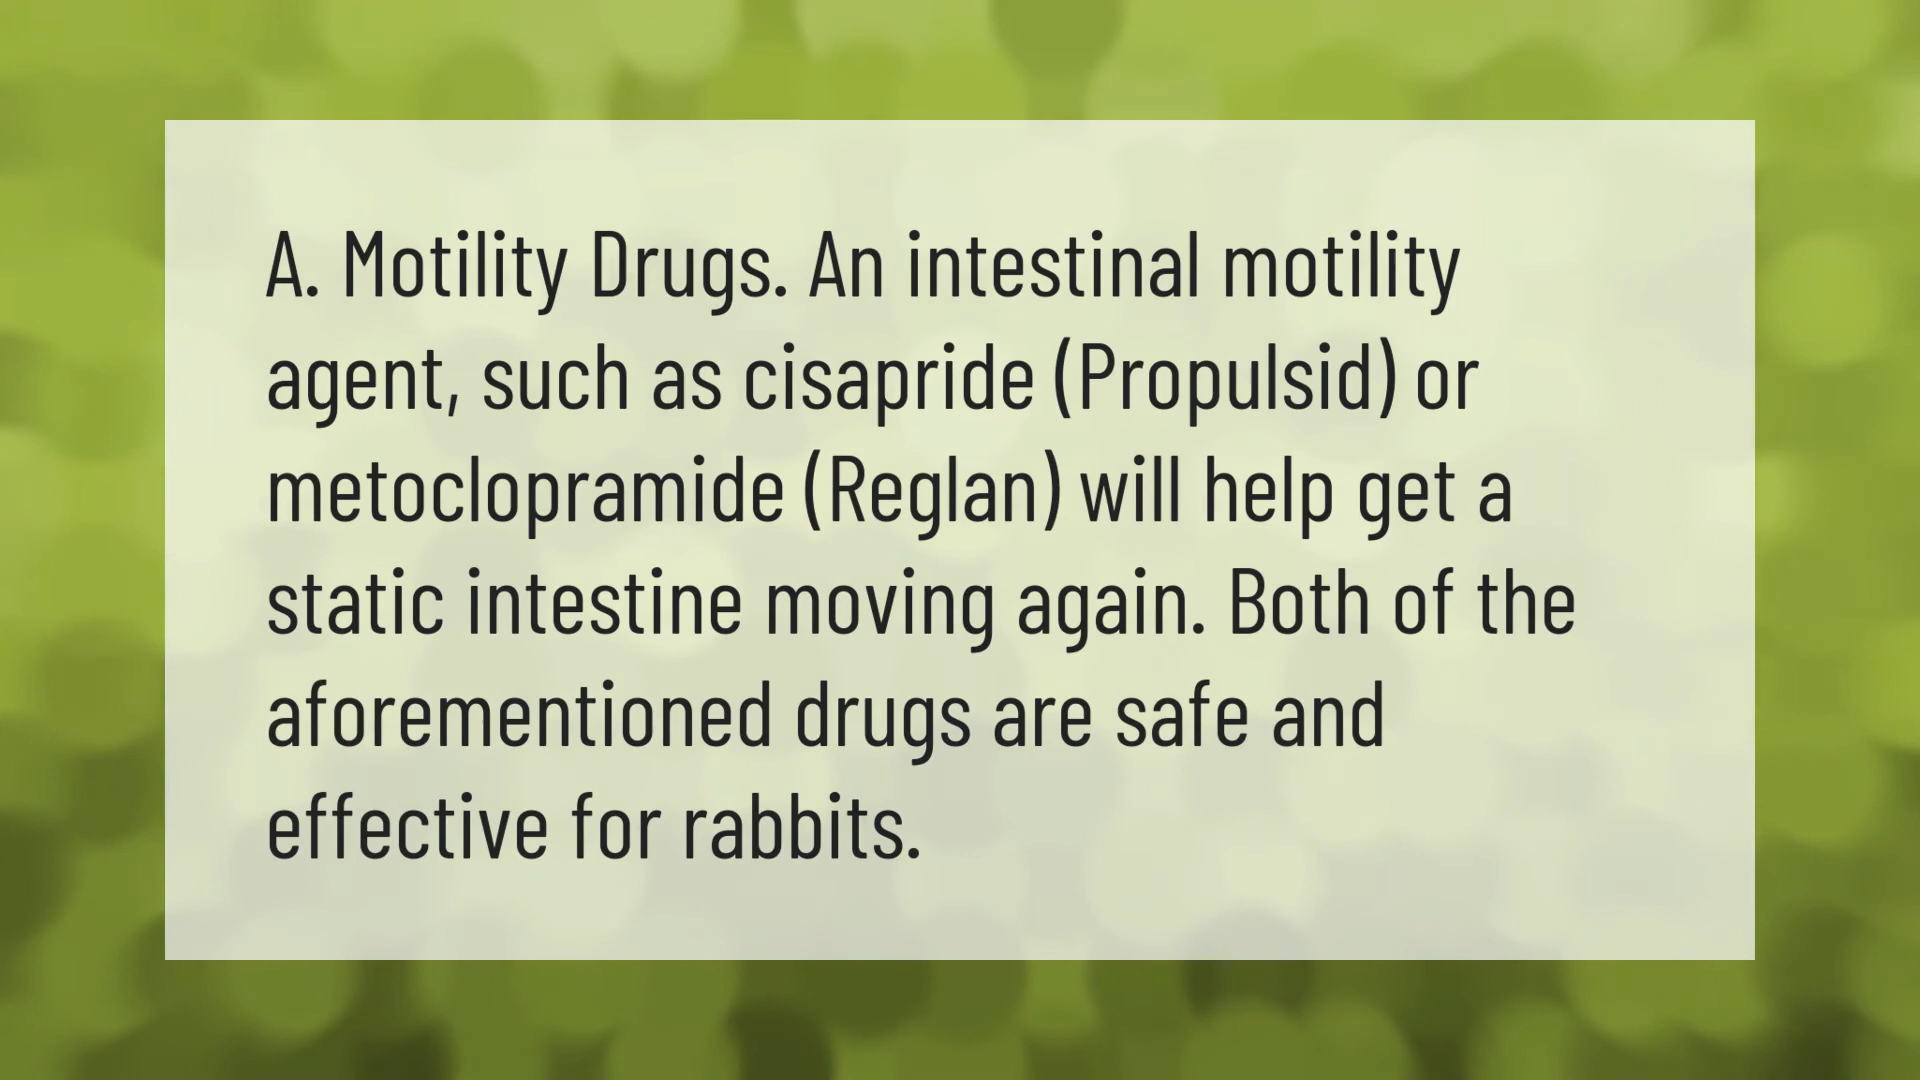 A. Motility Drugs. An intestinal motility
agent, such as cisapride (Propulsid) or
metoclopramide (Reglan) will help get a
static intestine moving again. Both of the
aforementioned drugs are safe and
effective for rabbits.